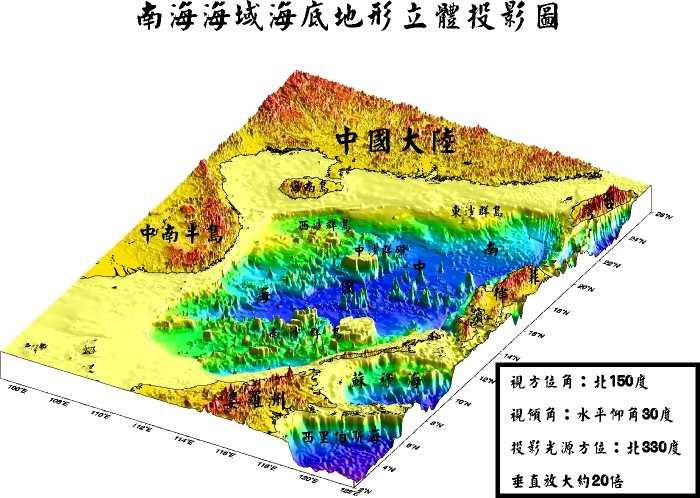 南海海域海底地形立體投影圖
中國大陸
海南島
台
東沙群島
西沙群島
中南半島
中沙群島
南
中
國
海
菲
律
賓
南沙群島
蘇祿海
婆羅洲
西里伯斯海
26°N
24°N
22°N
20°N
18°N
16°N
14°N
12°N
10°N
8°N
6°N
4°N
2°N
106°E
108°E
110°E
112°E
114°E
116°E
118°E
120°E
視方位角：北150度
視傾角：水平仰角30度
投影光源方位：北330度
垂直放大約20倍